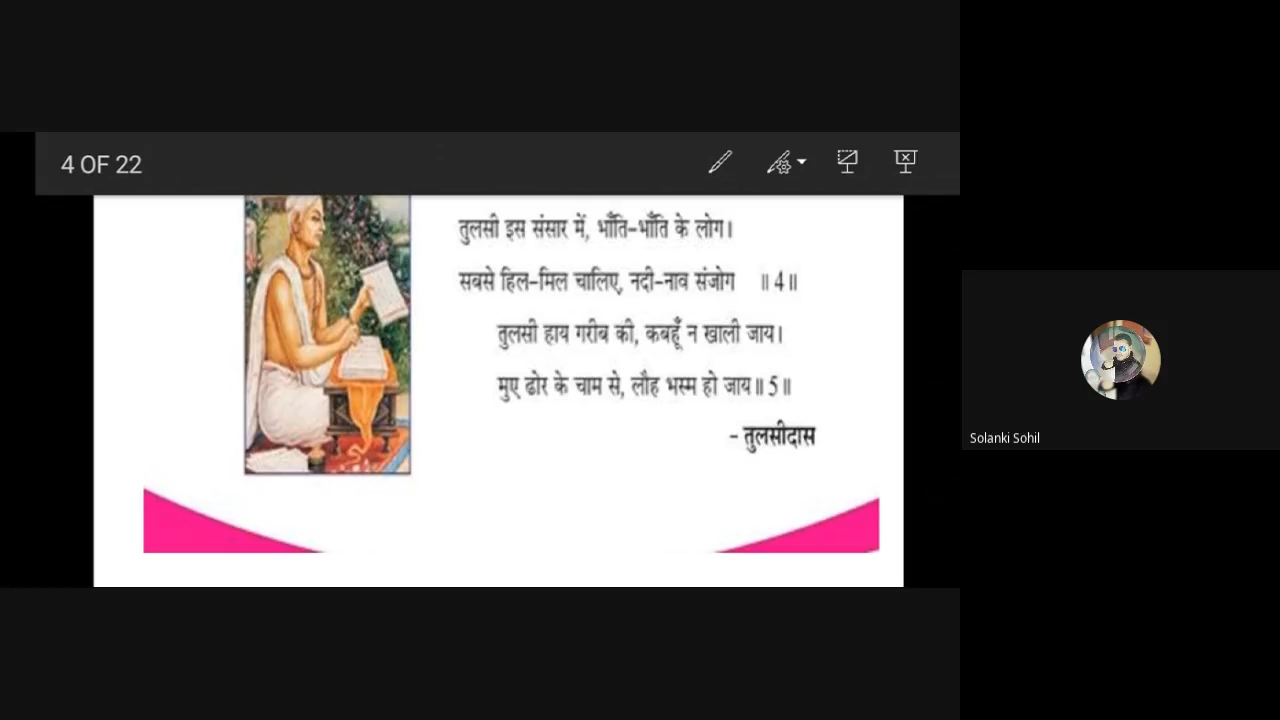 4 OF 22
तुलसी इस संसार में, भाँति-भाँति के लोग।
सबसे हिल-मिल चालिए, नदी-नाव संजोग ॥4॥
तुलसी हाय गरीब की, कबहूँ न खाली जाय।
मुए ढोर के चाम से, लौह भस्म हो जाय॥5॥
- तुलसीदास
Solanki Sohil